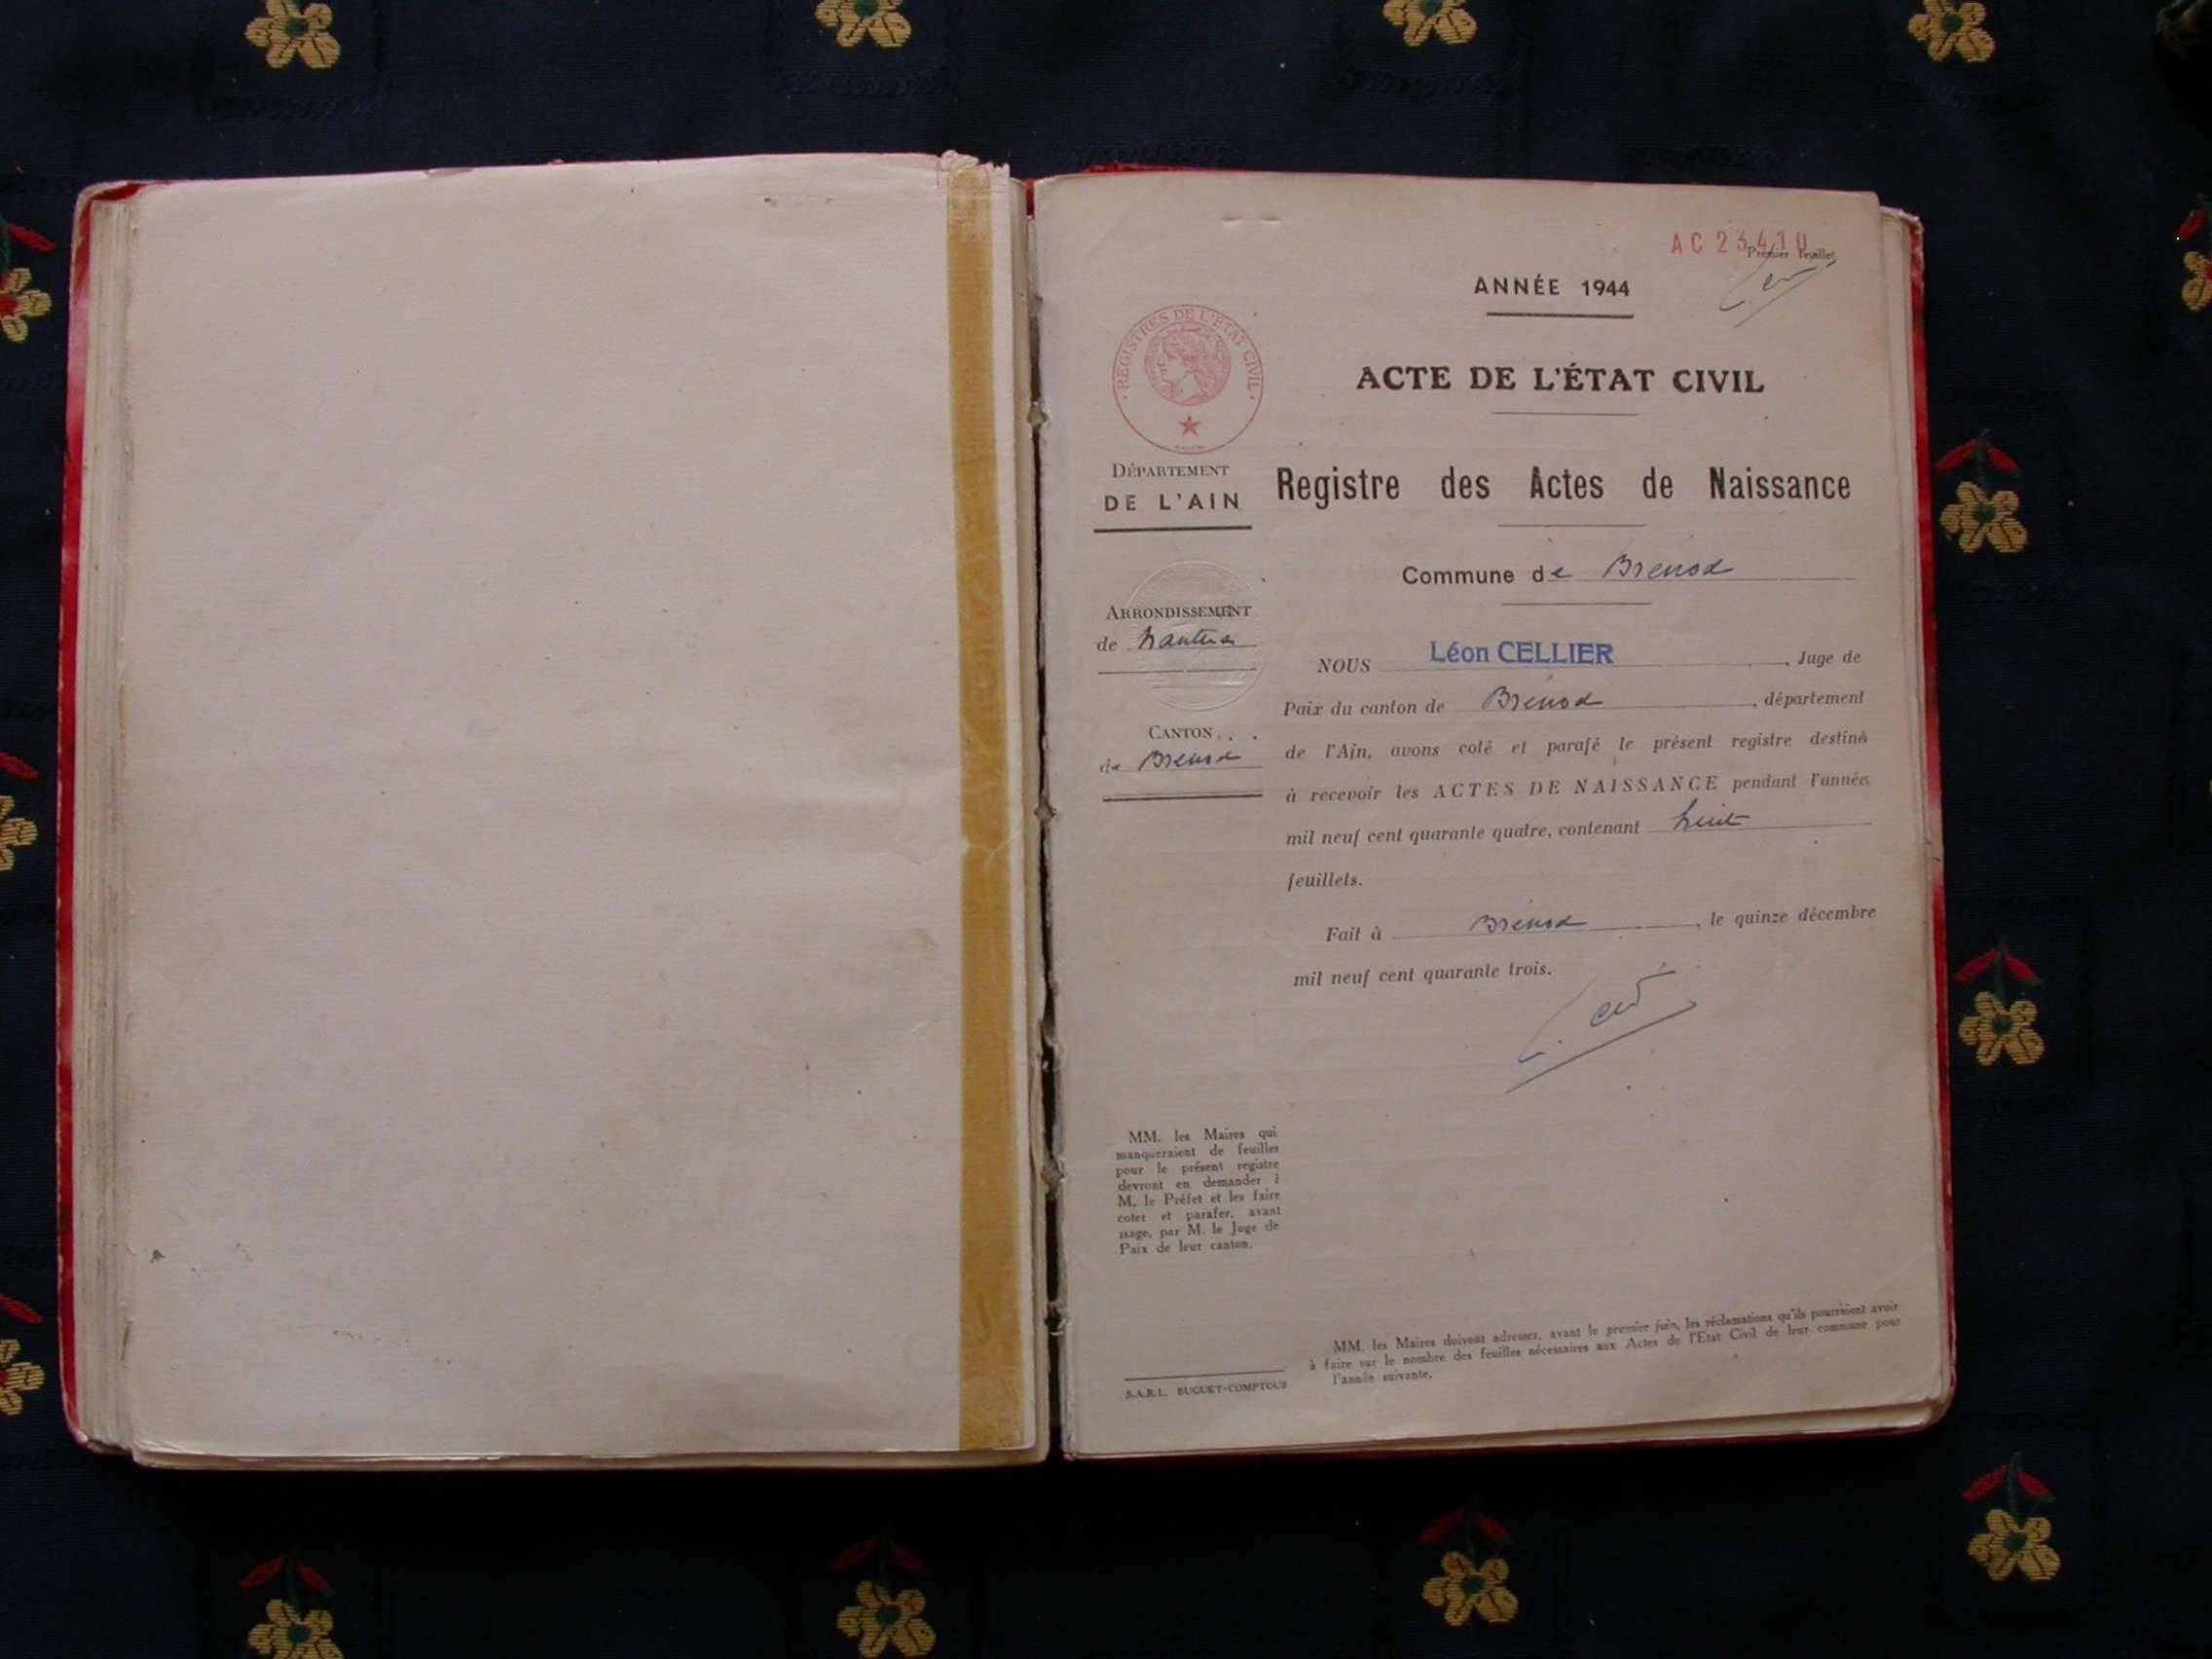 AC 23410
Premier feuillet
ANNÉE 1944
REGISTRES DE L'ETAT CIVIL
ACTE DE L'ÉTAT CIVIL
DÉPARTEMENT
DE L'AIN
Registre des Actes de Naissance
Commune de Brenod
ARRONDISSEMENT
de Nantua
NOUS Léon CELLIER, Juge de
Paix du canton de Brénod, département
CANTON
de Brenod
de l'Ain, avons coté et parafé le présent registre destiné
à recevoir les ACTES DE NAISSANCE pendant l'année
mil neuf cent quarante quatre, contenant huit
feuillets.
Fait à Brénod, le quinze décembre
mil neuf cent quarante trois.
MM. les Maires qui
manqueraient de feuilles
pour le présent registre
devront en demander à
M. le Préfet et les faire
coter et parafer, avant
usage, par M. le Juge de
Paix de leur canton.
MM. les Maires doivent adresser, avant le premier juin, les réclamations qu'ils pourraient avoir
à faire sur le nombre des feuilles nécessaires aux Actes de l'Etat Civil de leur commune pour
l'année suivante.
S.A.R.L. BUGUET-COMPTOUR